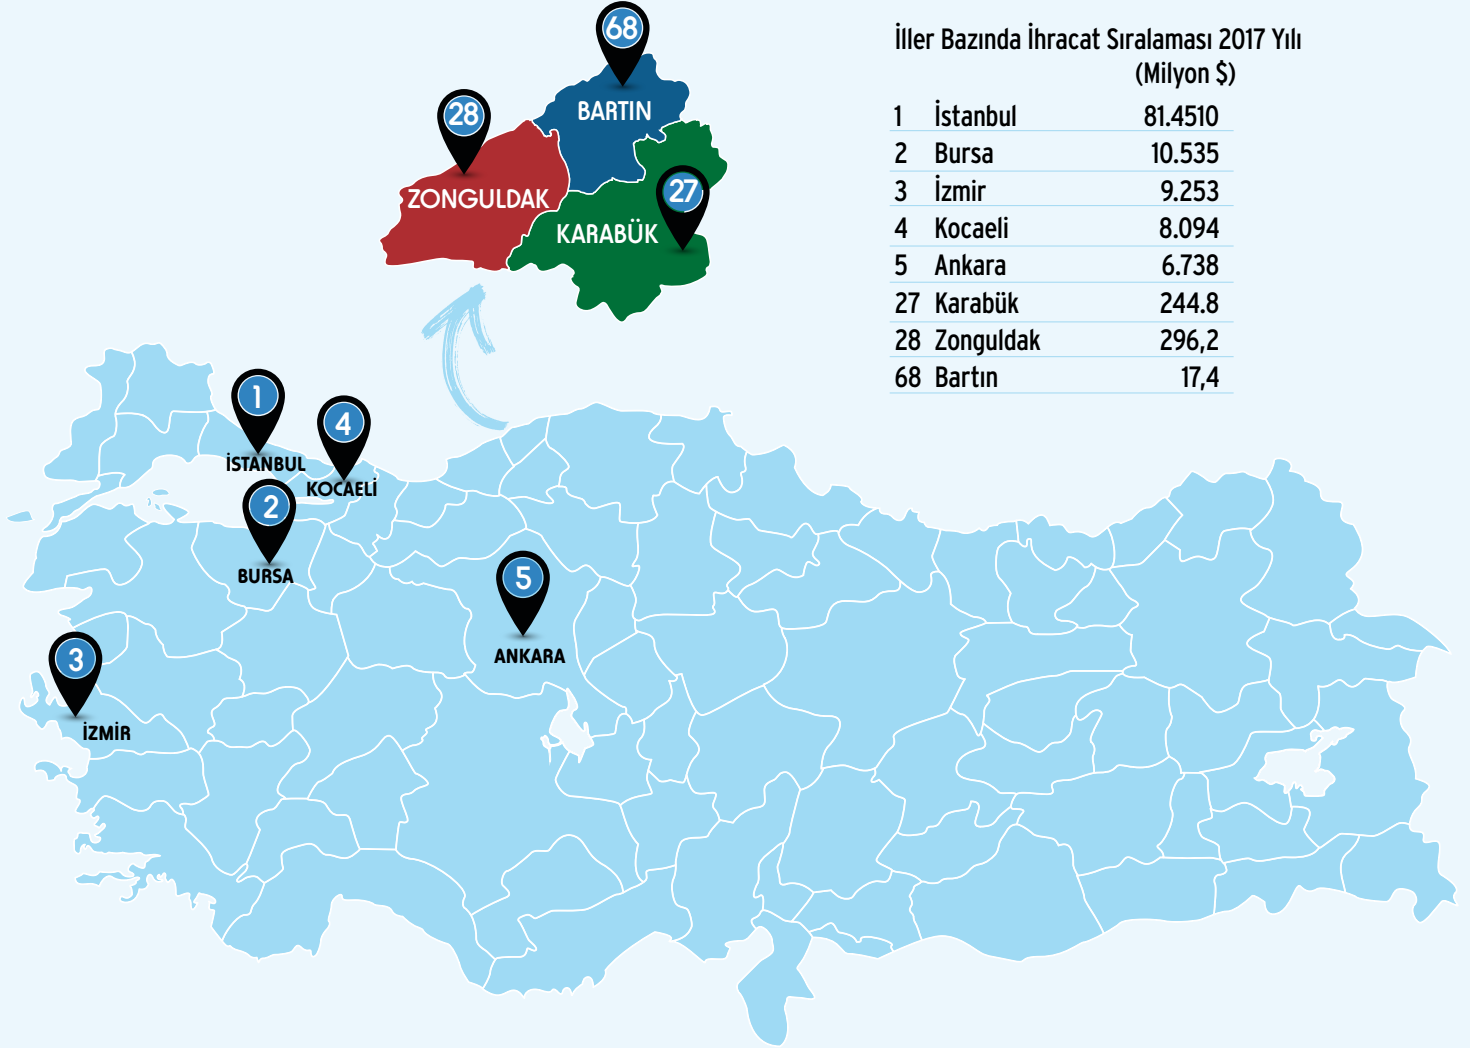 68
BARTIN
28
ZONGULDAK
27
KARABÜK
İller Bazında İhracat Sıralaması 2017 Yılı
(Milyon $)
1 İstanbul 81.4510
2 Bursa 10.535
3 İzmir 9.253
4 Kocaeli 8.094
5 Ankara 6.738
27 Karabük 244.8
28 Zonguldak 296,2
68 Bartın 17,4
1
İSTANBUL
4
KOCAELİ
2
BURSA
5
ANKARA
3
İZMİR